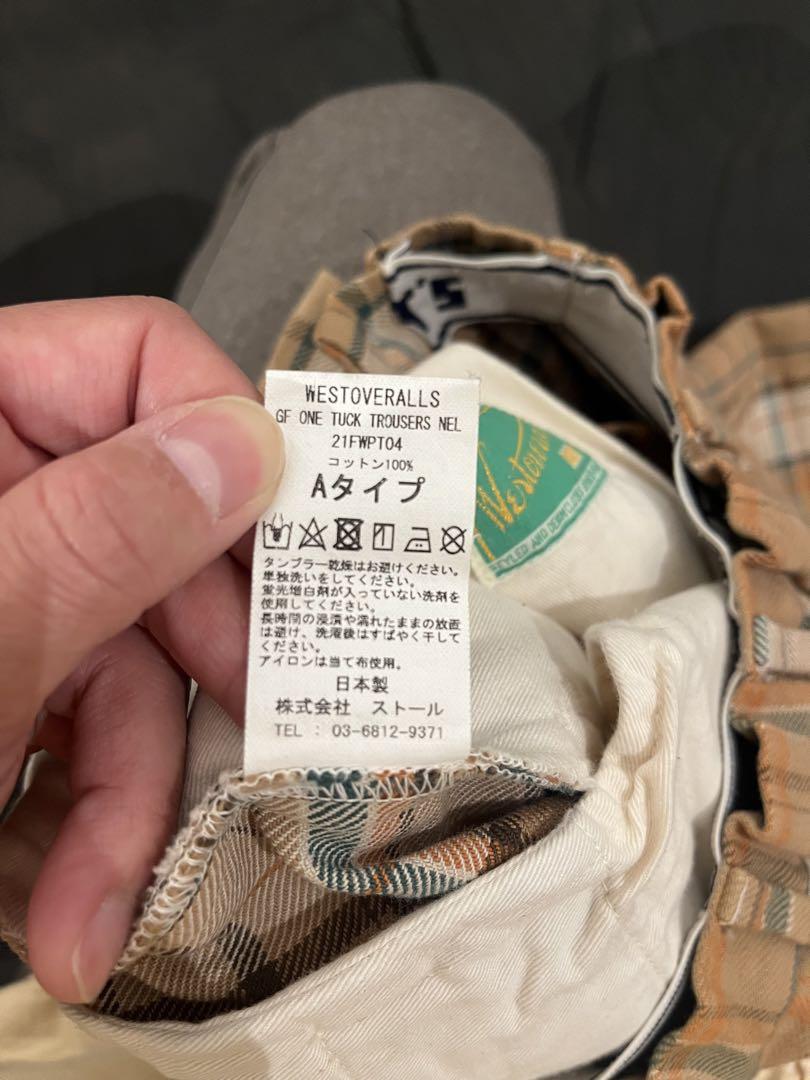 WESTOVERALLS
GF ONE TUCK TROUSERS NEL
21FWPT04
コットン100%
Aタイプ
タンブラー乾燥はお避けください。
単独洗いをしてください。
蛍光増白剤が入っていない洗剤を
使用してください。
長時間の浸漬や濡れたままの放置
は避け、洗濯後はすばやく干して
ください。
アイロンは当て布使用。
日本製
株式会社 ストール
TEL : 03-6812-9371
'S
AND